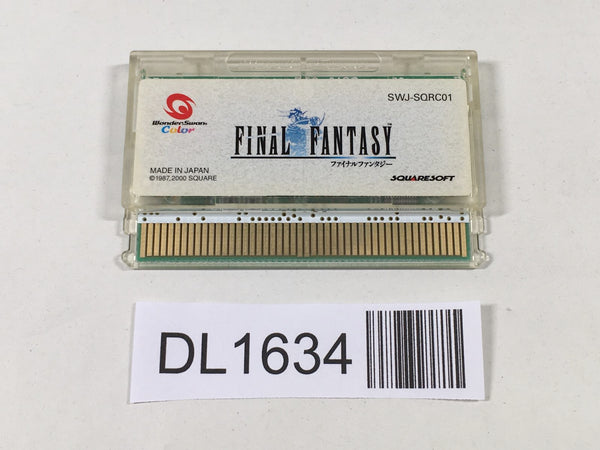 SWJ-SQRC01
WonderSwan
Color
FINAL FANTASY
TM
ファイナルファンタジー
MADE IN JAPAN
©1987,2000 SQUARE
SQUARESOFT
DL1634